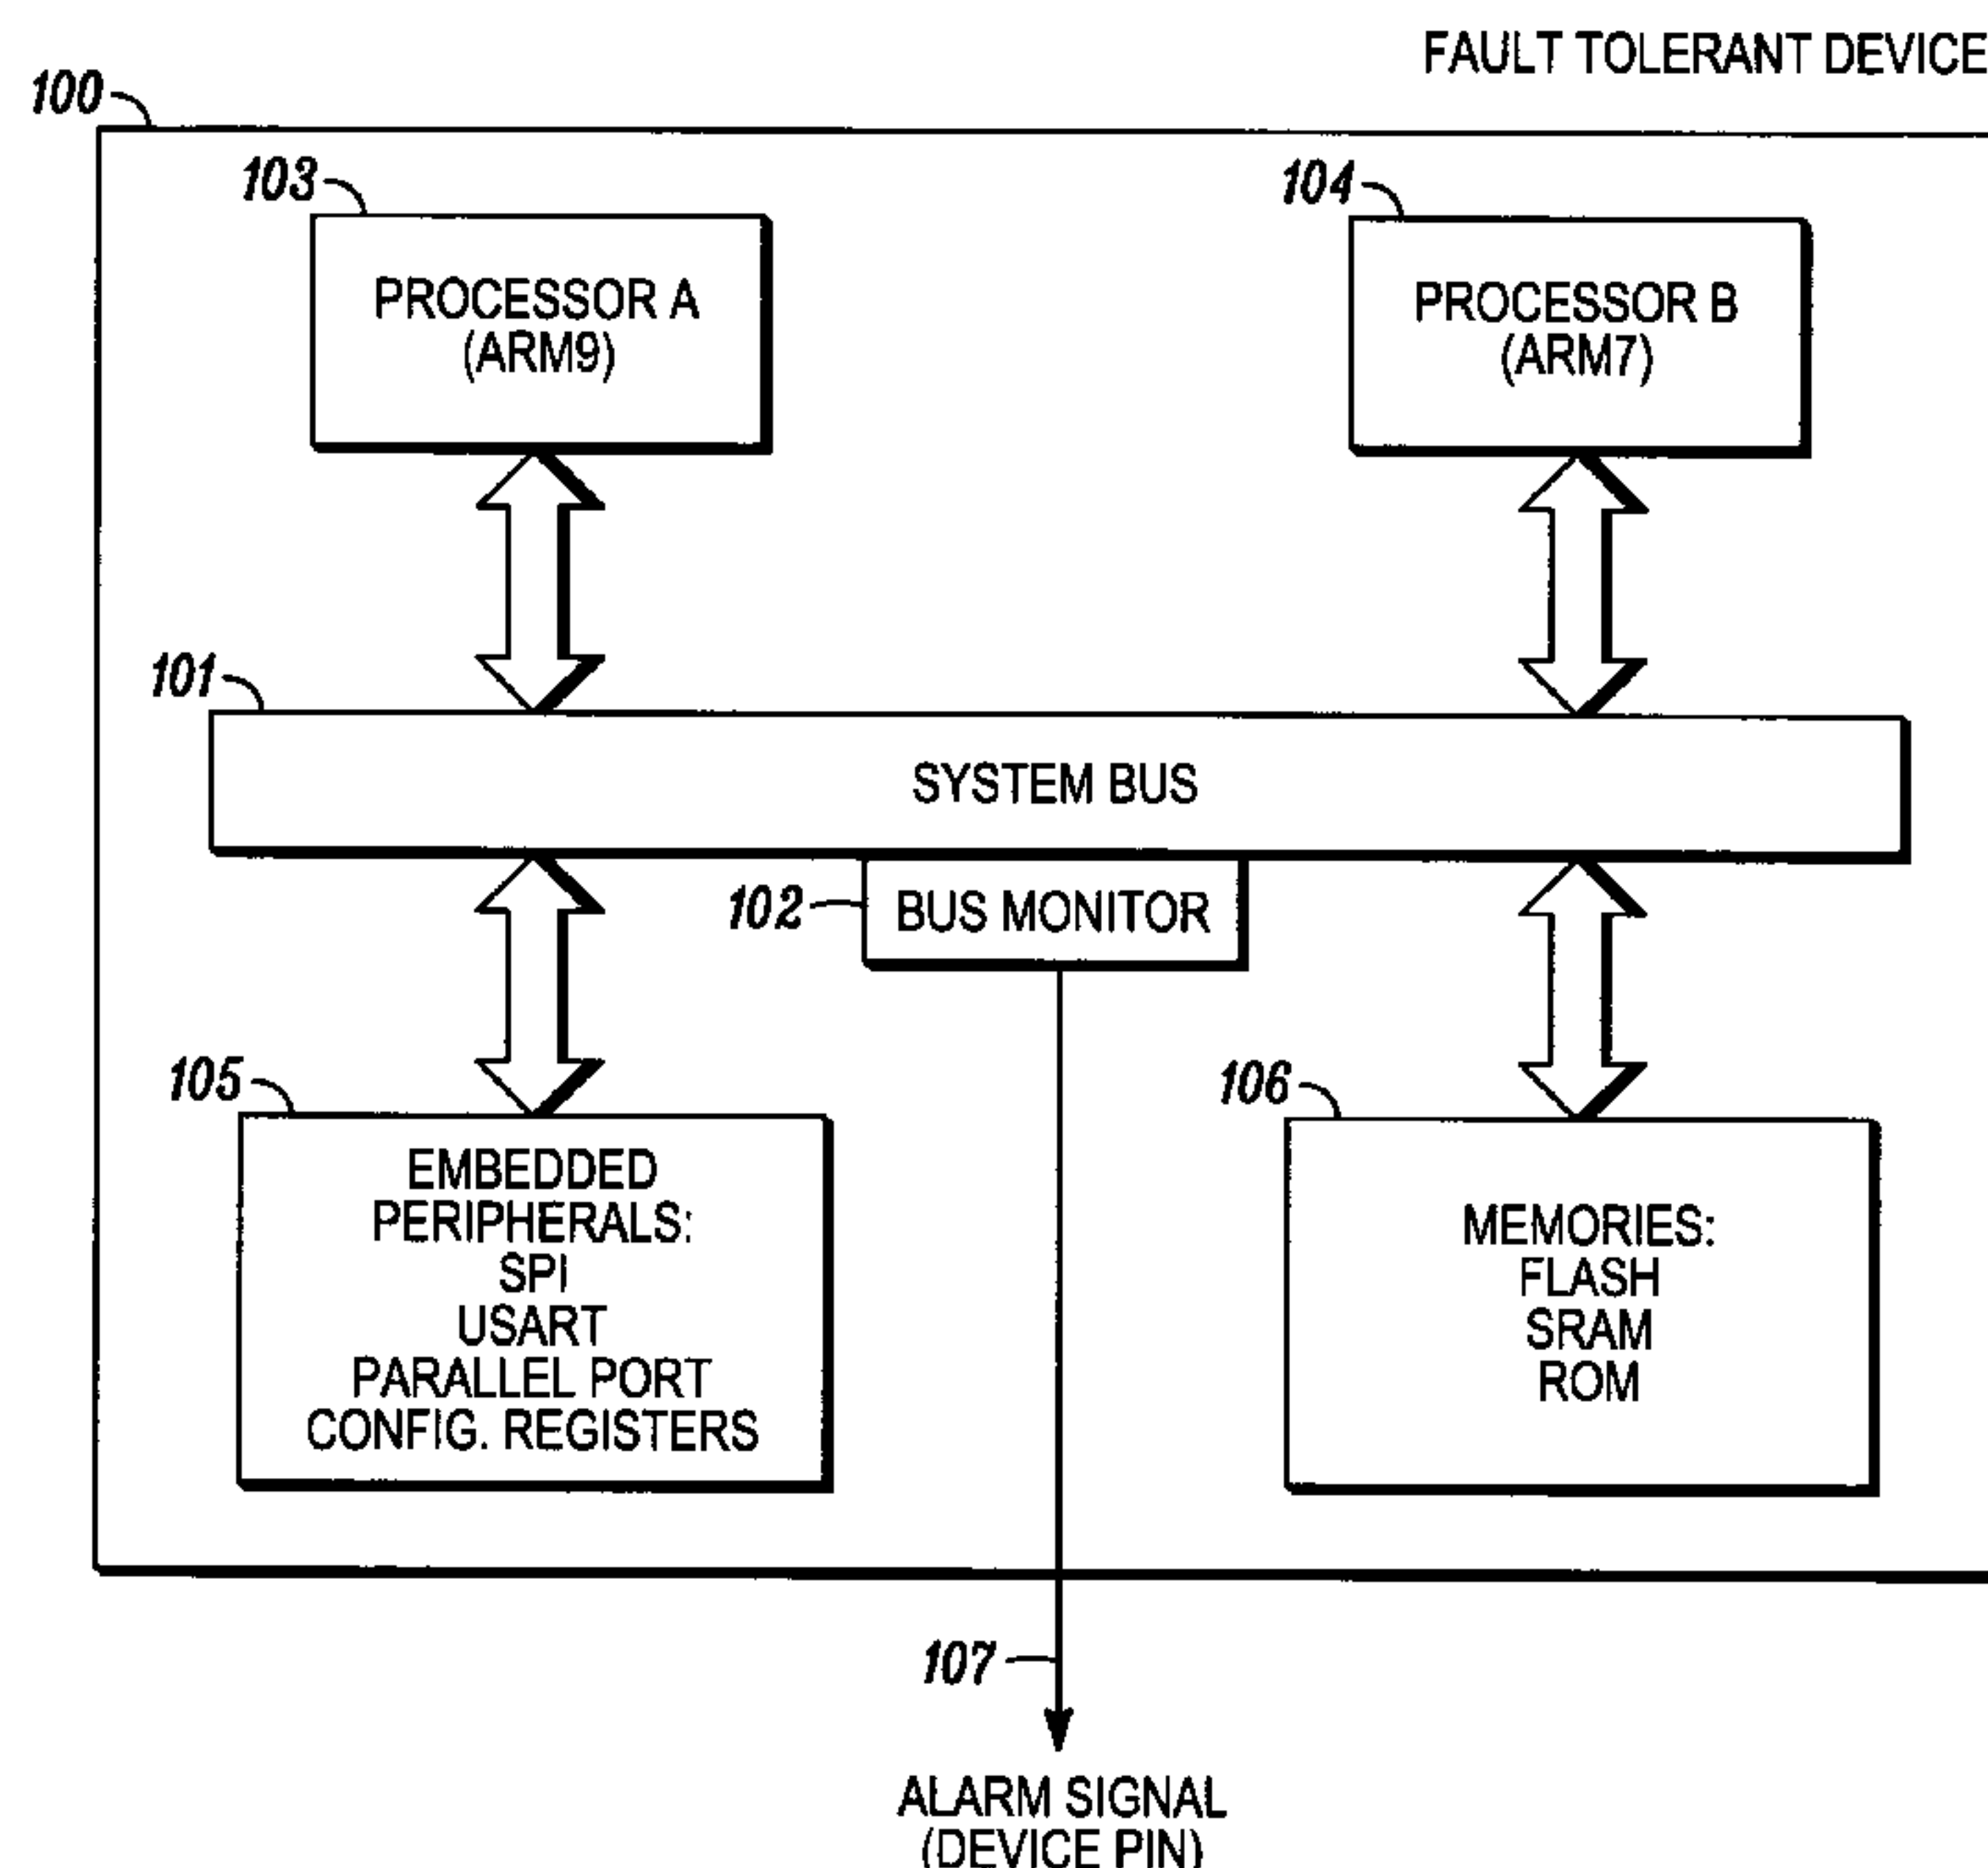 FAULT TOLERANT DEVICE
100
103
104
PROCESSOR A
(ARM9)
PROCESSOR B
(ARM7)
101
SYSTEM BUS
102
BUS MONITOR
105
106
EMBEDDED
PERIPHERALS:
SPI
USART
PARALLEL PORT
CONFIG. REGISTERS
MEMORIES:
FLASH
SRAM
ROM
107
ALARM SIGNAL
(DEVICE PIN)